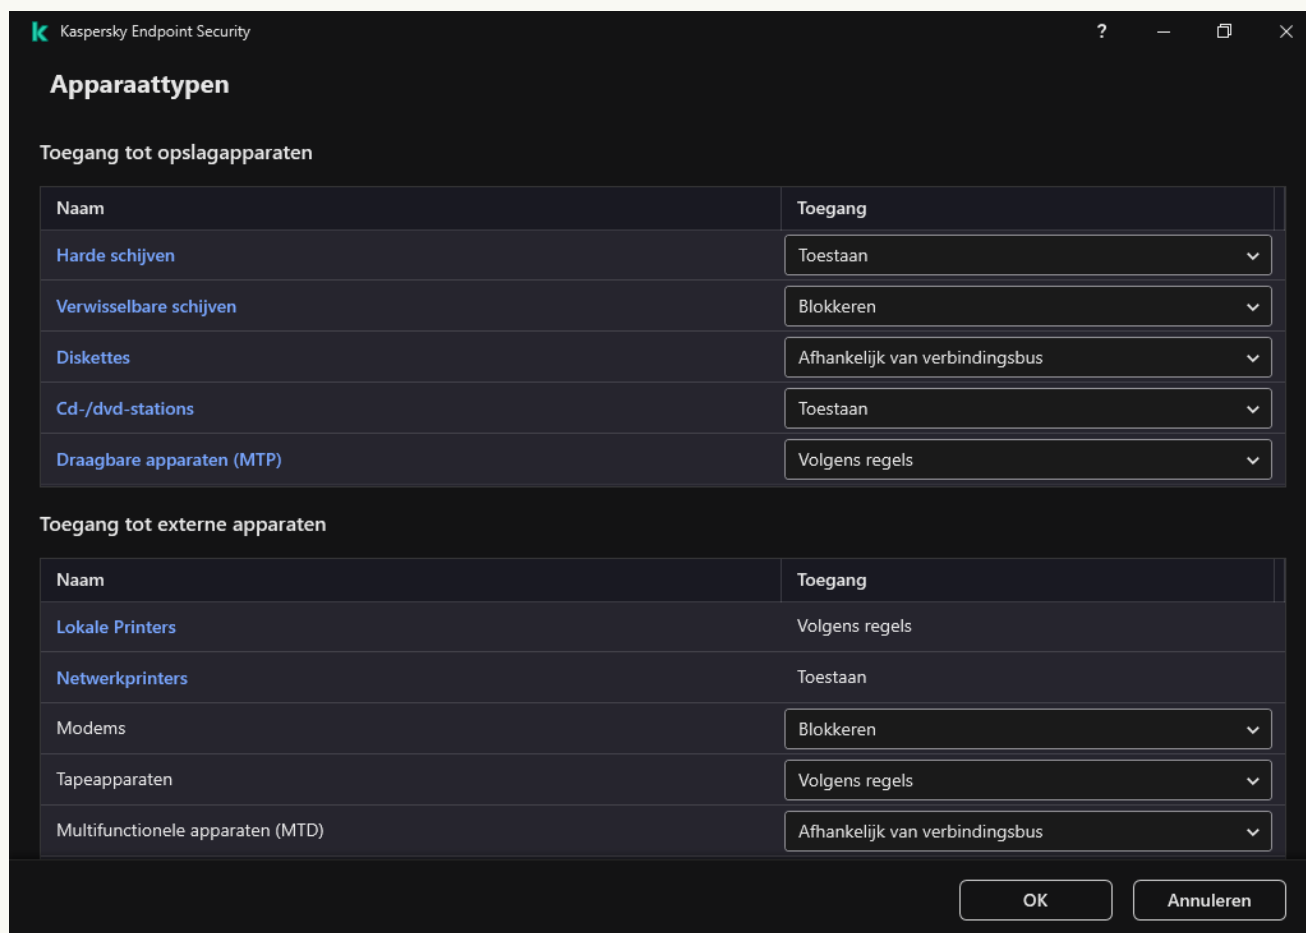 Kaspersky Endpoint Security
?
Apparaattypen
Toegang tot opslagapparaten
Naam Toegang
Harde schijven Toestaan
Verwisselbare schijven Blokkeren
Diskettes Afhankelijk van verbindingsbus
Cd-/dvd-stations Toestaan
Draagbare apparaten (MTP) Volgens regels
Toegang tot externe apparaten
Naam Toegang
Lokale Printers Volgens regels
Netwerkprinters Toestaan
Modems Blokkeren
Tapeapparaten Volgens regels
Multifunctionele apparaten (MTD) Afhankelijk van verbindingsbus
OK Annuleren